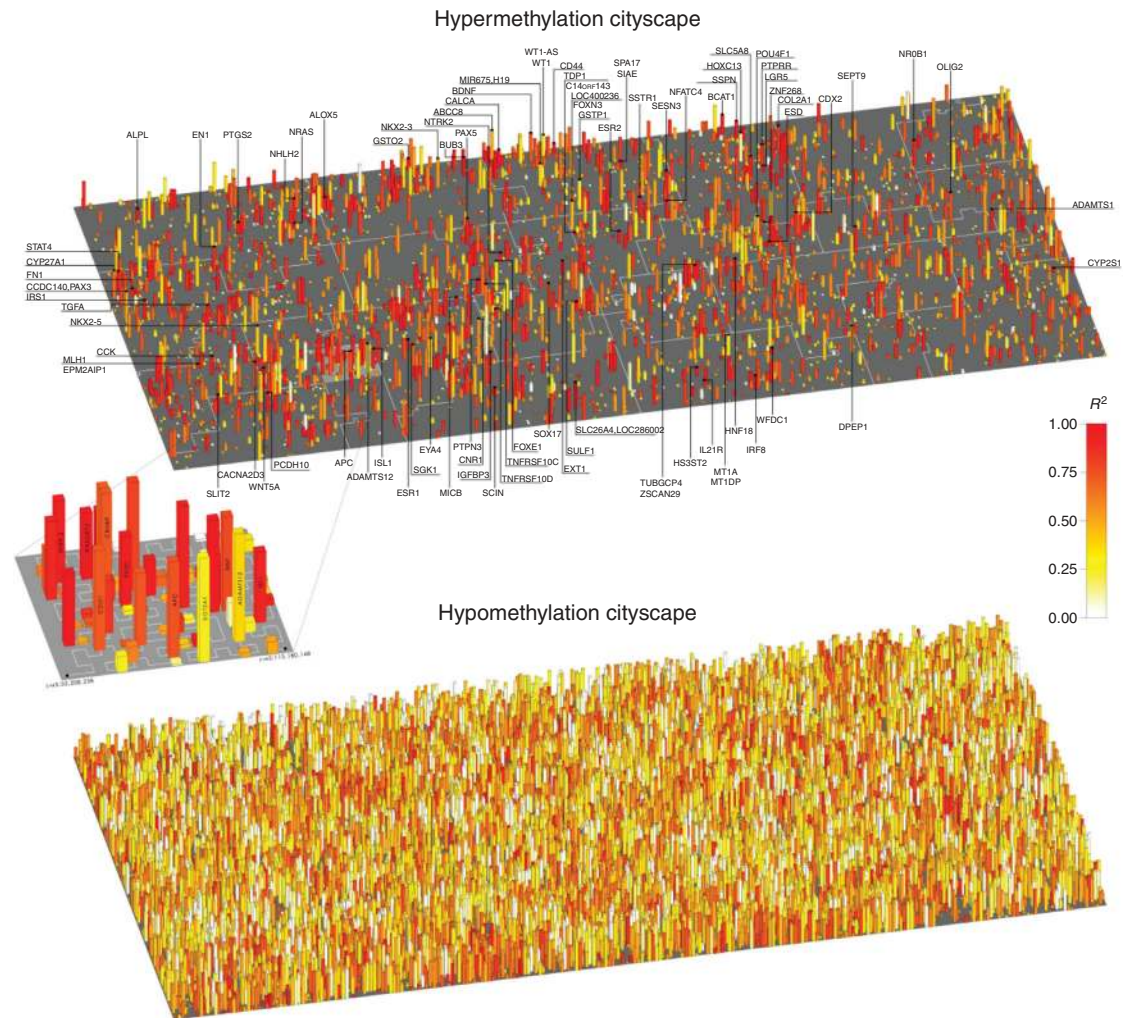 Hypermethylation cityscape
WT1-AS
WT1
CD44
TDP1
C14ORF143
LOC400236
FOXN3
GSTP1
ESR2
SPA17
SIAE
SSTR1
NFATC4
SESN3
SLC5A8
HOXC13
SSPN
BCAT1
POU4F1
PTPRR
LGR5
ZNF268
COL2A1
ESD
CDX2
SEPT9
NR0B1
OLIG2
MIR675,H19
BDNF
CALCA
ABCC8
NTRK2
PAX5
BUB3
NKX2-3
GSTO2
ALOX5
NRAS
NHLH2
PTGS2
EN1
ALPL
ADAMTS1
CYP2S1
STAT4
CYP27A1
FN1
CCDC140,PAX3
IRS1
TGFA
NKX2-5
CCK
MLH1
EPM2AIP1
SLIT2
CACNA2D3
WNT5A
PCDH10
APC
ADAMTS12
ISL1
ESR1
SGK1
EYA4
MICB
PTPN3
CNR1
IGFBP3
SCIN
FOXE1
TNFRSF10C
TNFRSF10D
SOX17
SLC26A4,LOC286002
SULF1
EXT1
TUBGCP4
ZSCAN29
HS3ST2
IL21R
MT1A
MT1DP
HNF18
IRF8
WFDC1
DPEP1
R2
1.00
0.75
0.50
0.25
0.00
APC
ADAMTS12
Hypomethylation cityscape